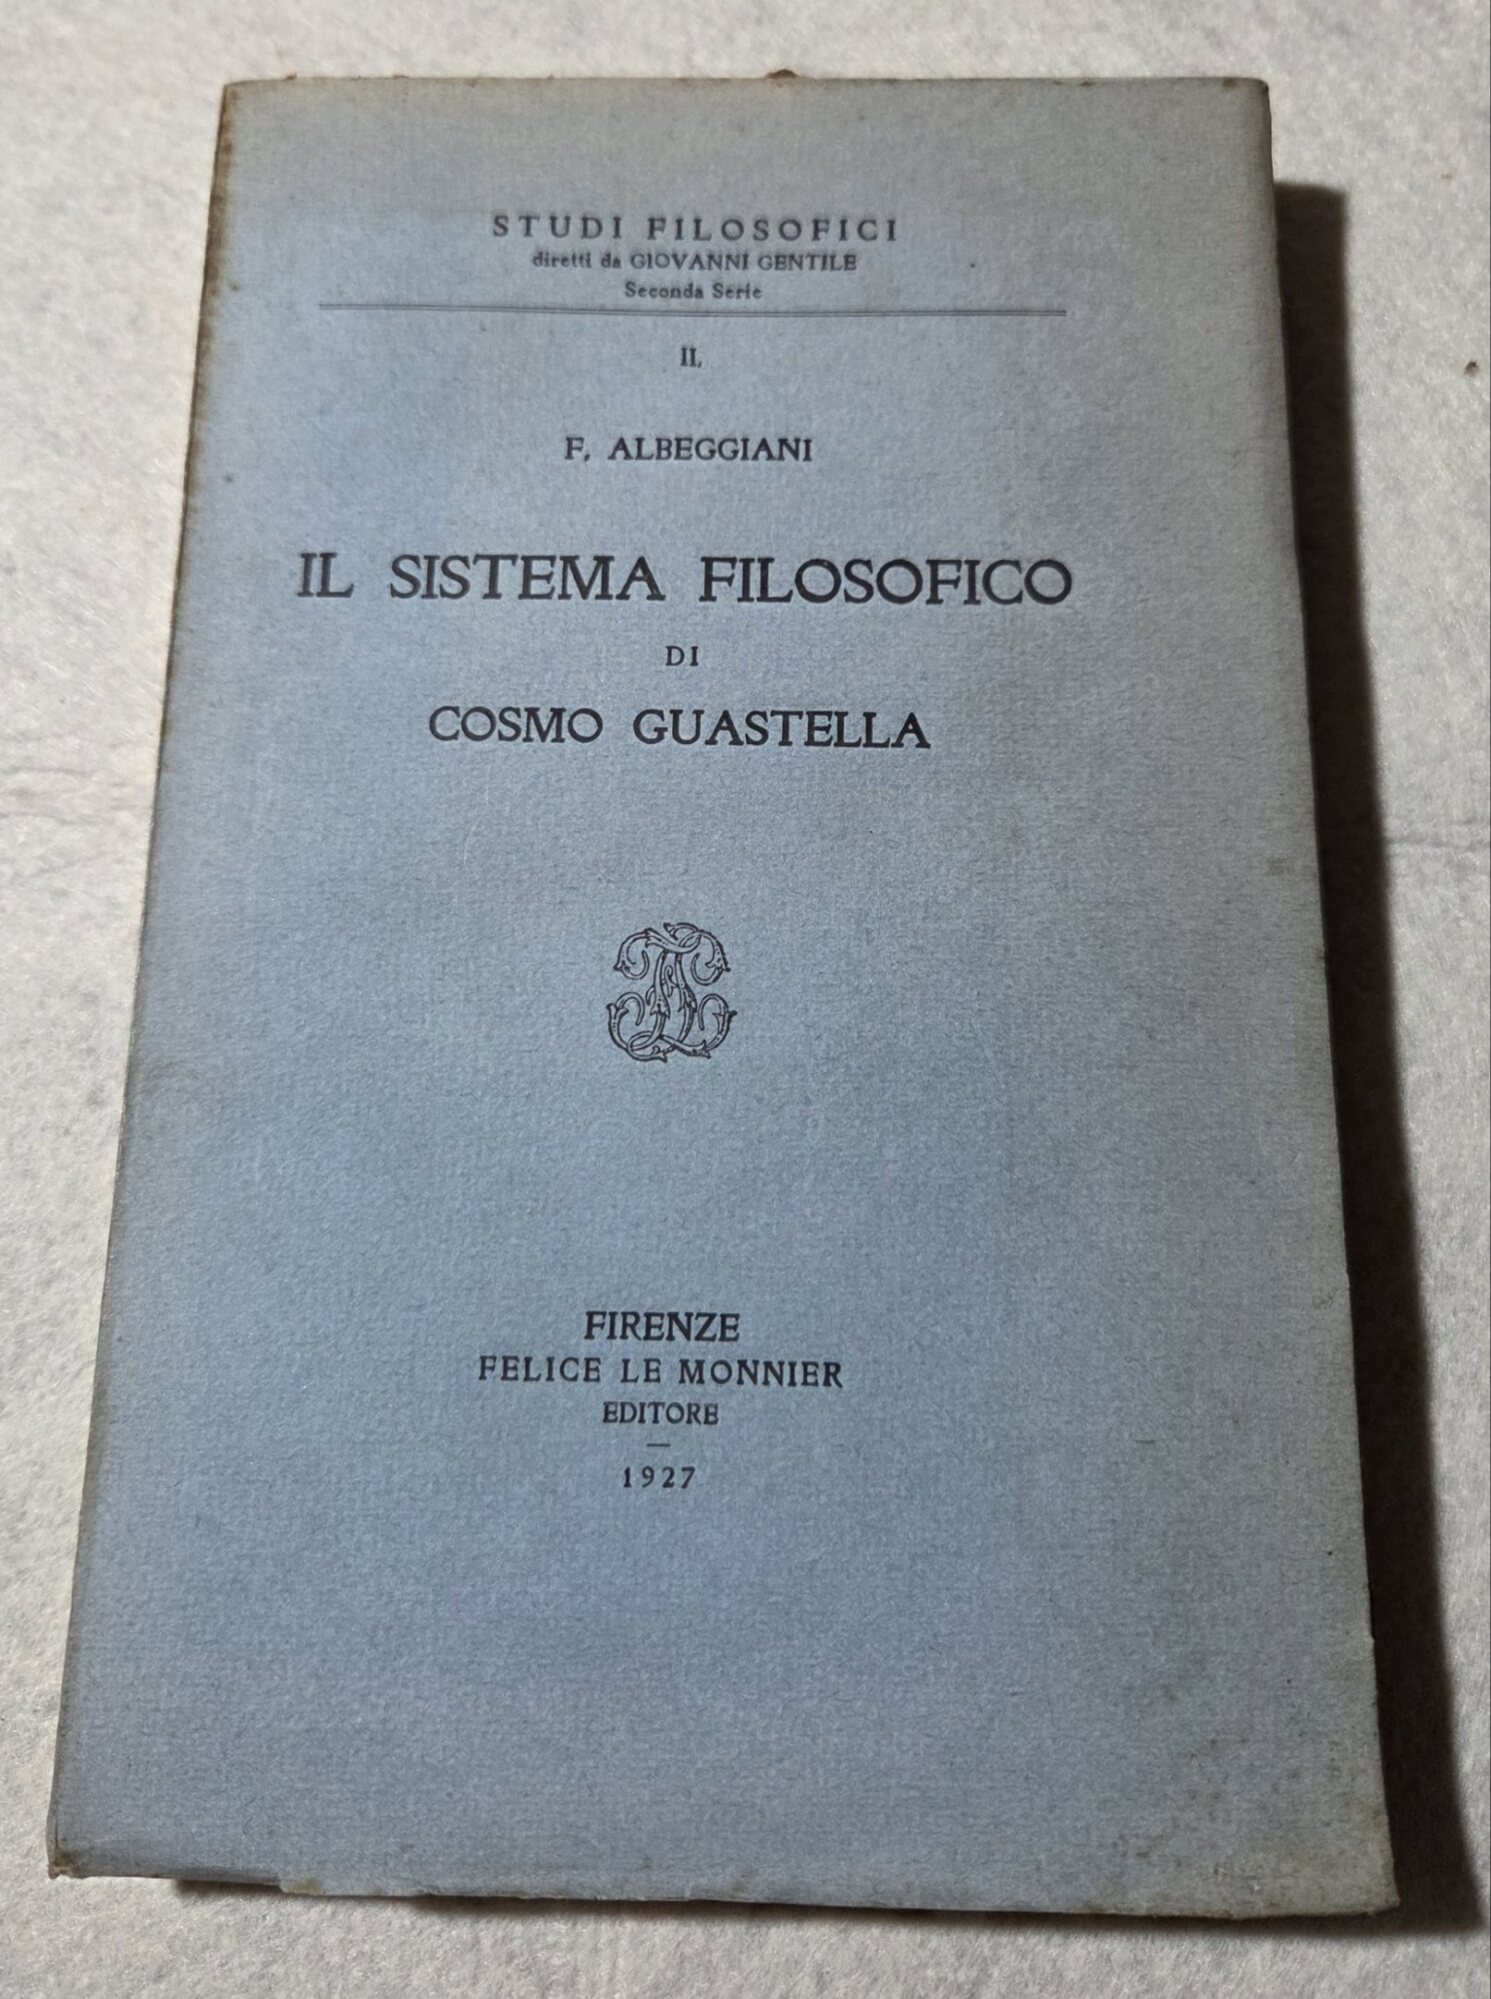 STUDI FILOSOFICI
diretti da GIOVANNI GENTILE
Seconda Serie
II.
F. ALBEGGIANI
IL SISTEMA FILOSOFICO
DI
COSMO GUASTELLA
FIRENZE
FELICE LE MONNIER
EDITORE
1927